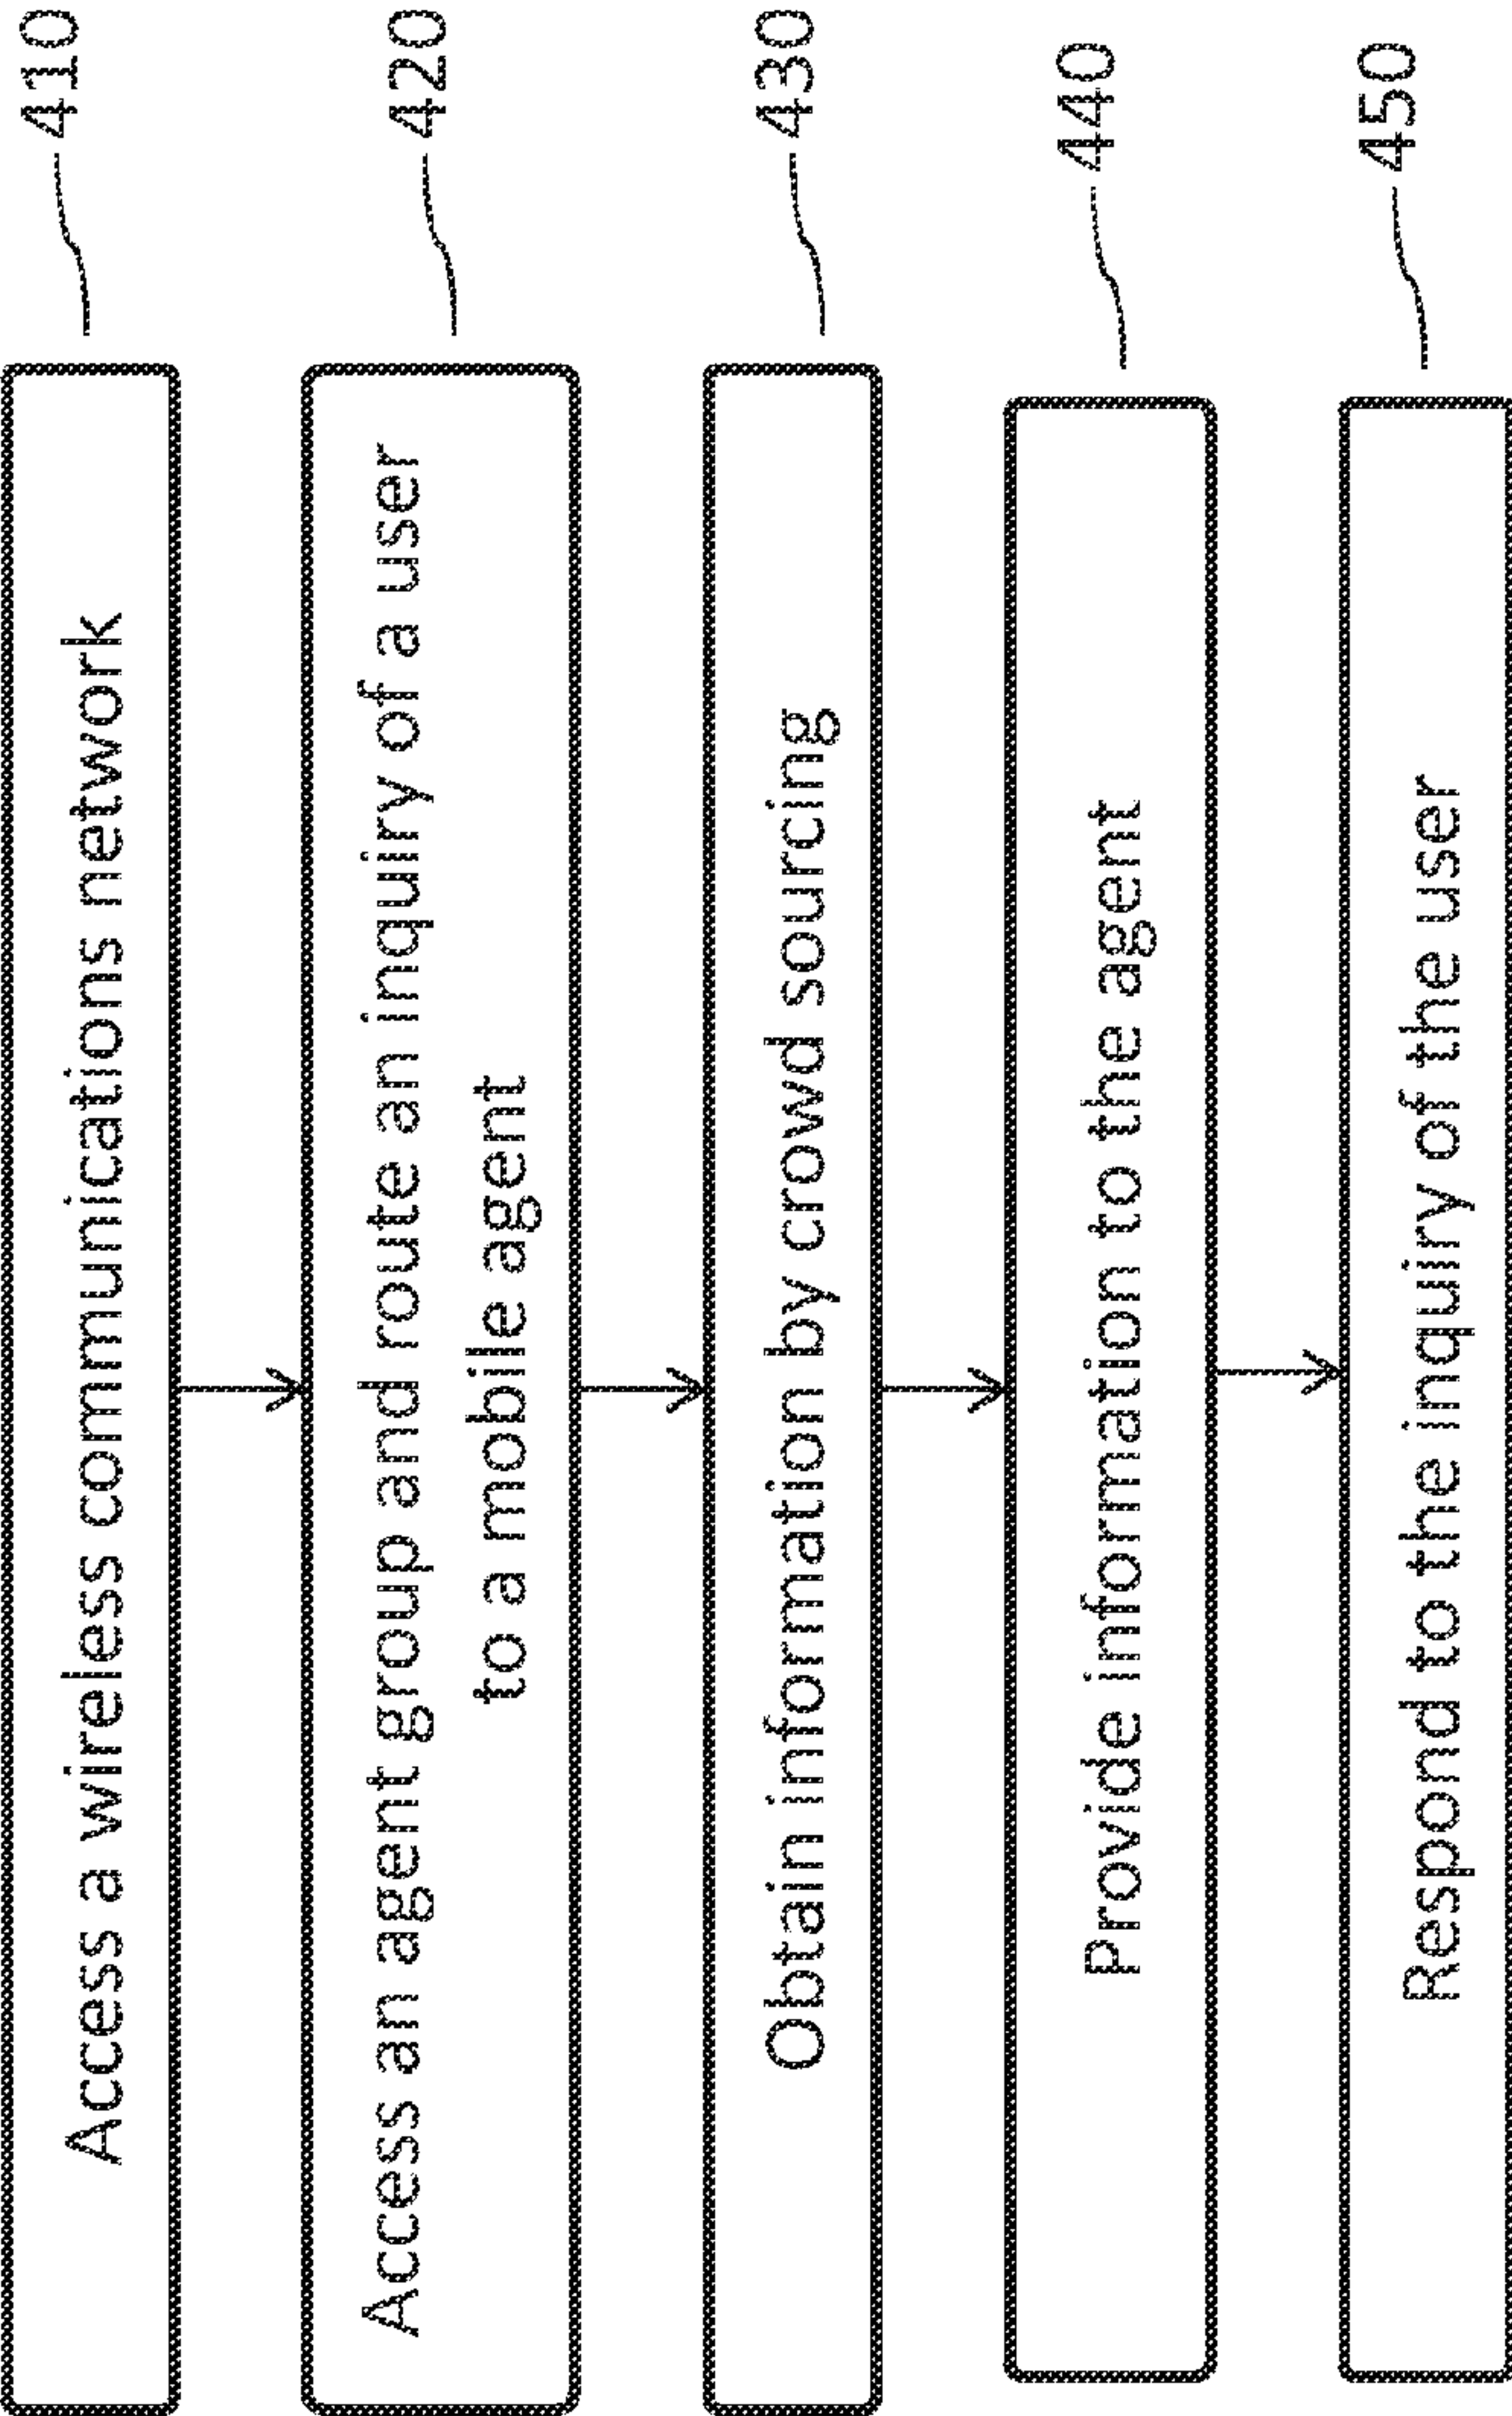 Access a wireless communications network
410
Access an agent group and route an inquiry of a user
to a mobile agent
420
Obtain information by crowd sourcing
430
Provide information to the agent
440
Respond to the inquiry of the user
450